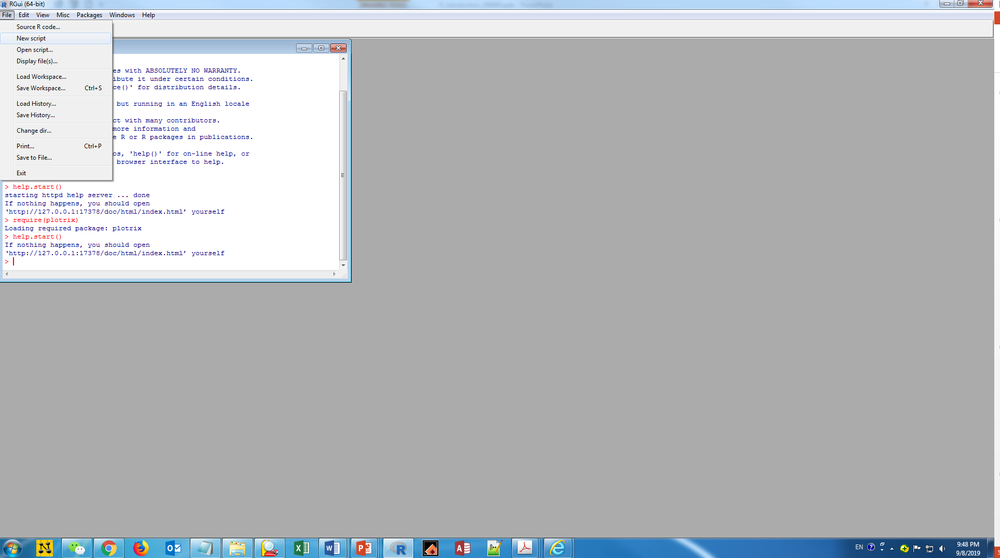 RGui (64-bit)
File Edit View Misc Packages Windows Help
Source R code...
New script
Open script...
Display file(s)...
Load Workspace...
Save Workspace... Ctrl+S
Load History...
Save History...
Change dir...
Print... Ctrl+P
Save to File...
Exit
es with ABSOLUTELY NO WARRANTY.
ibute it under certain conditions.
ce()' for distribution details.
but running in an English locale
ct with many contributors.
more information and
e R or R packages in publications.
os, 'help()' for on-line help, or
browser interface to help.
> help.start()
starting httpd help server ... done
If nothing happens, you should open
‘http://127.0.0.1:17378/doc/html/index.html’ yourself
> require(plotrix)
Loading required package: plotrix
> help.start()
If nothing happens, you should open
‘http://127.0.0.1:17378/doc/html/index.html’ yourself
>
EN
9:48 PM
9/8/2019